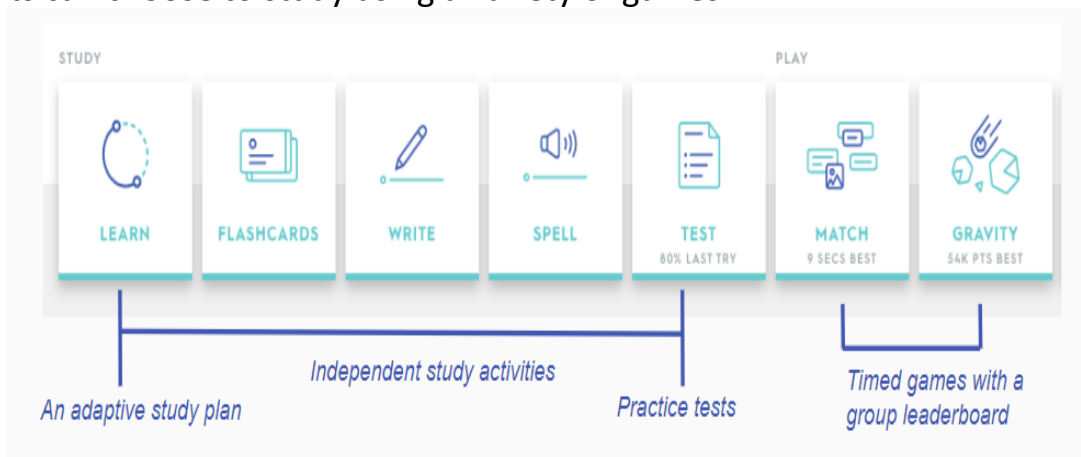 STUDY
PLAY
LEARN
FLASHCARDS
WRITE
SPELL
TEST
80% LAST TRY
MATCH
9 SECS BEST
GRAVITY
54K PTS BEST
Independent study activities
An adaptive study plan
Practice tests
Timed games with a
group leaderboard